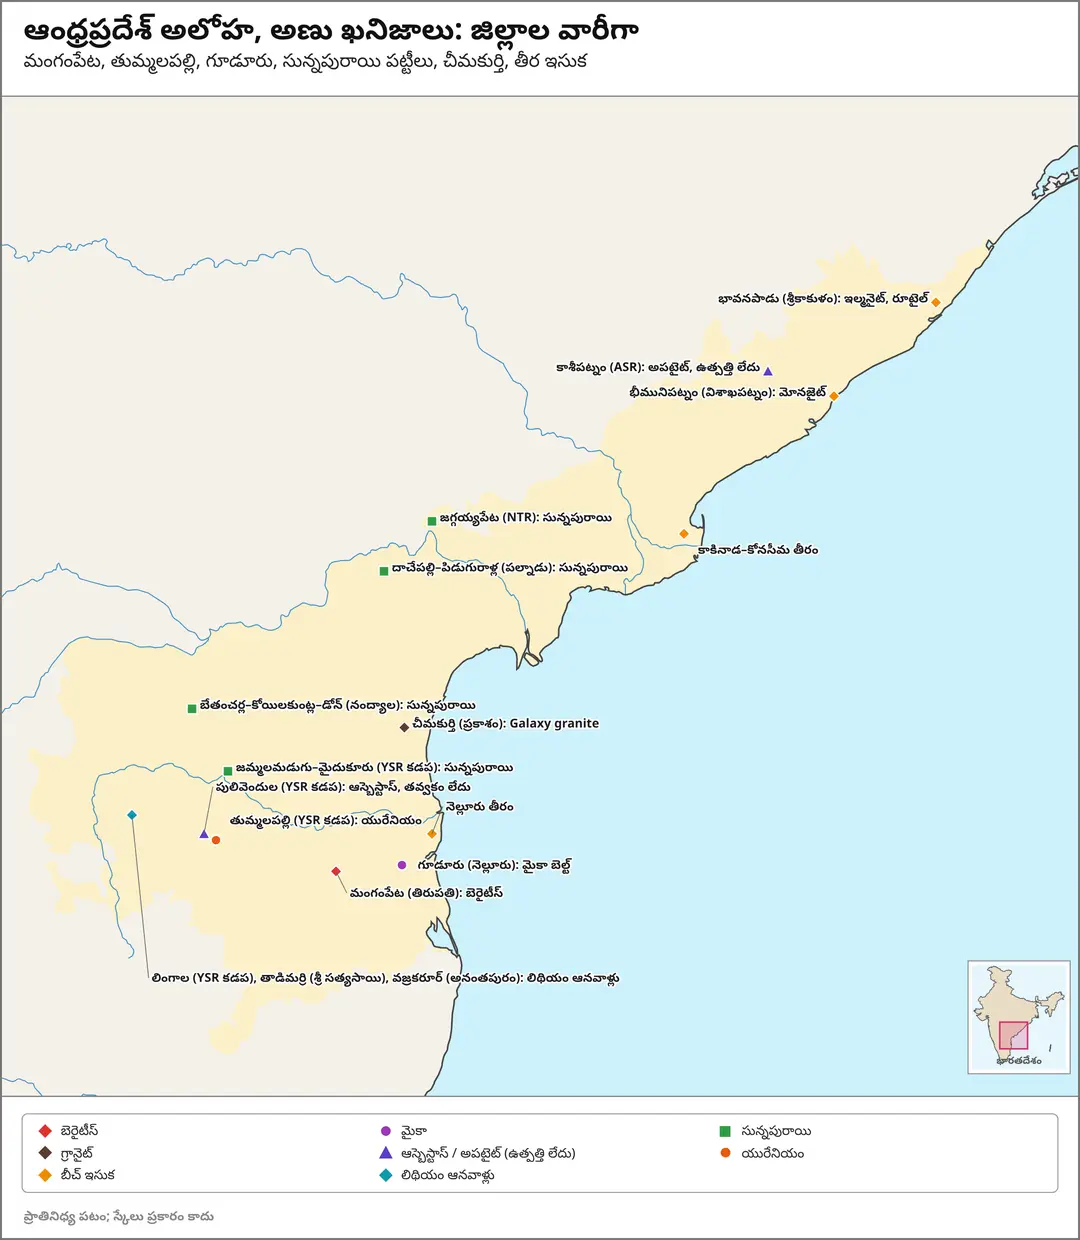 ఆంధ్రప్రదేశ్ అలోహ, అణు ఖనిజాలు: జిల్లాల వారీగా
మంగంపేట, తుమ్మలపల్లి, గూడూరు, సున్నపురాయి పట్టీలు, చీమకుర్తి, తీర ఇసుక
భావనపాడు (శ్రీకాకుళం): ఇల్మనైట్, రూటైల్
కాశీపట్నం (ASR): అపటైట్, ఉత్పత్తి లేదు
భీమునిపట్నం (విశాఖపట్నం): మోనజైట్
జగ్గయ్యపేట (NTR): సున్నపురాయి
కాకినాడ–కోనసీమ తీరం
దాచేపల్లి–పిడుగురాళ్ల (పల్నాడు): సున్నపురాయి
బేతంచర్ల–కోయిలకుంట్ల–డోన్ (నంద్యాల): సున్నపురాయి
చీమకుర్తి (ప్రకాశం): Galaxy granite
జమ్మలమడుగు–మైదుకూరు (YSR కడప): సున్నపురాయి
పులివెందుల (YSR కడప): ఆస్బెస్టాస్, తవ్వకం లేదు
నెల్లూరు తీరం
తుమ్మలపల్లి (YSR కడప): యురేనియం
గూడూరు (నెల్లూరు): మైకా బెల్ట్
మంగంపేట (తిరుపతి): బెరైటీస్
లింగాల (YSR కడప), తాడిమర్రి (శ్రీ సత్యసాయి), వజ్రకరూర్ (అనంతపురం): లిథియం ఆనవాళ్లు
భారతదేశం
బెరైటీస్
మైకా
సున్నపురాయి
గ్రానైట్
ఆస్బెస్టాస్ / అపటైట్ (ఉత్పత్తి లేదు)
యురేనియం
బీచ్ ఇసుక
లిథియం ఆనవాళ్లు
ప్రాతినిధ్య పటం; స్కేలు ప్రకారం కాదు